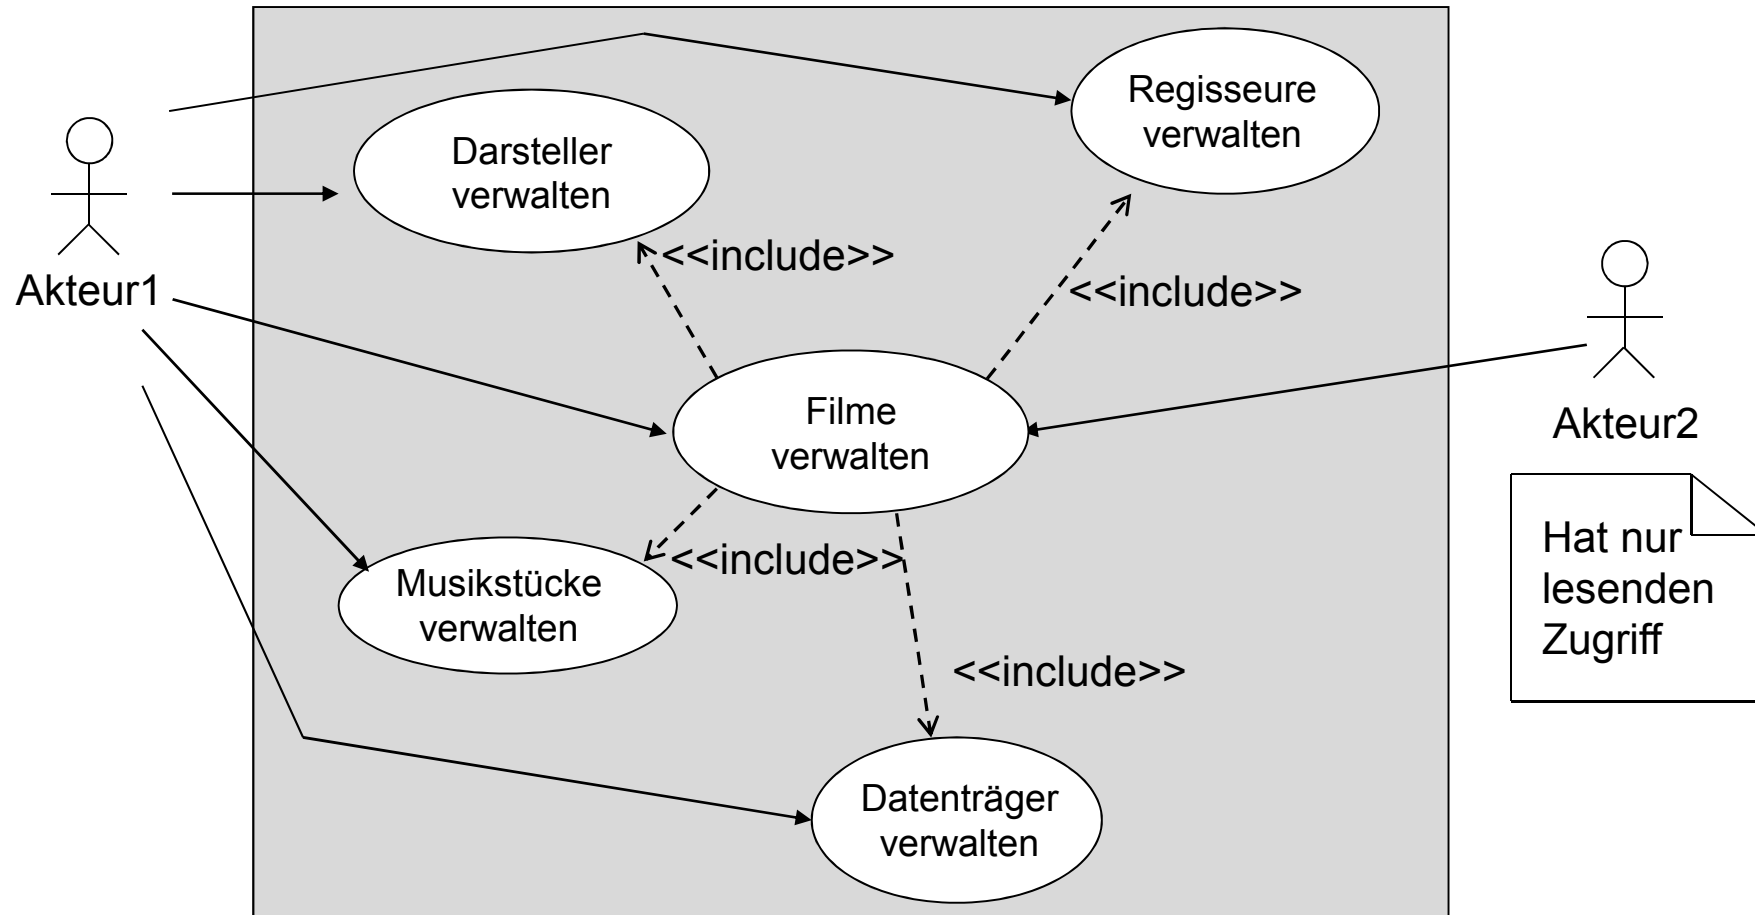 Regisseure
verwalten
Darsteller
verwalten
<<include>>
Akteur1
<<include>>
Filme
verwalten
Akteur2
Hat nur
lesenden
Zugriff
<<include>>
Musikstücke
verwalten
<<include>>
Datenträger
verwalten